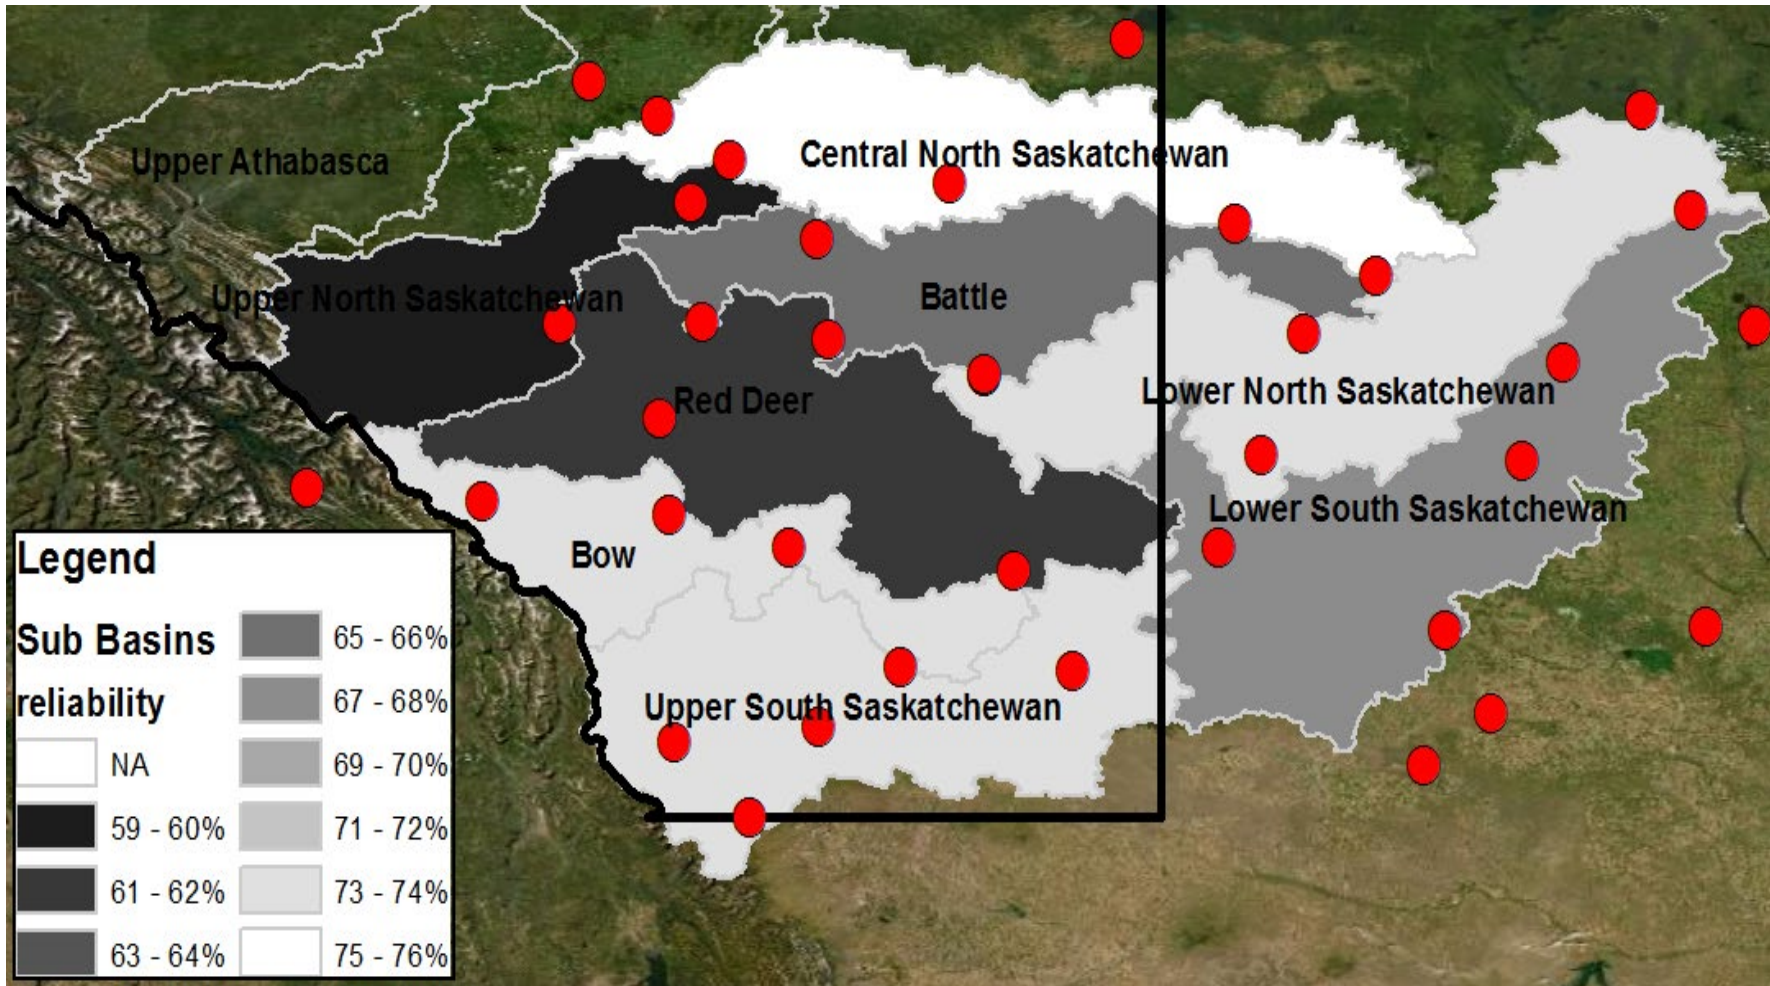 Central North Saskatchewan
Upper Athabasca
Upper North Saskatchewan
Battle
Red Deer
Lower North Saskatchewan
Lower South Saskatchewan
Bow
Upper South Saskatchewan
Legend
Sub Basins
reliability
NA
59 - 60%
61 - 62%
63 - 64%
65 - 66%
67 - 68%
69 - 70%
71 - 72%
73 - 74%
75 - 76%